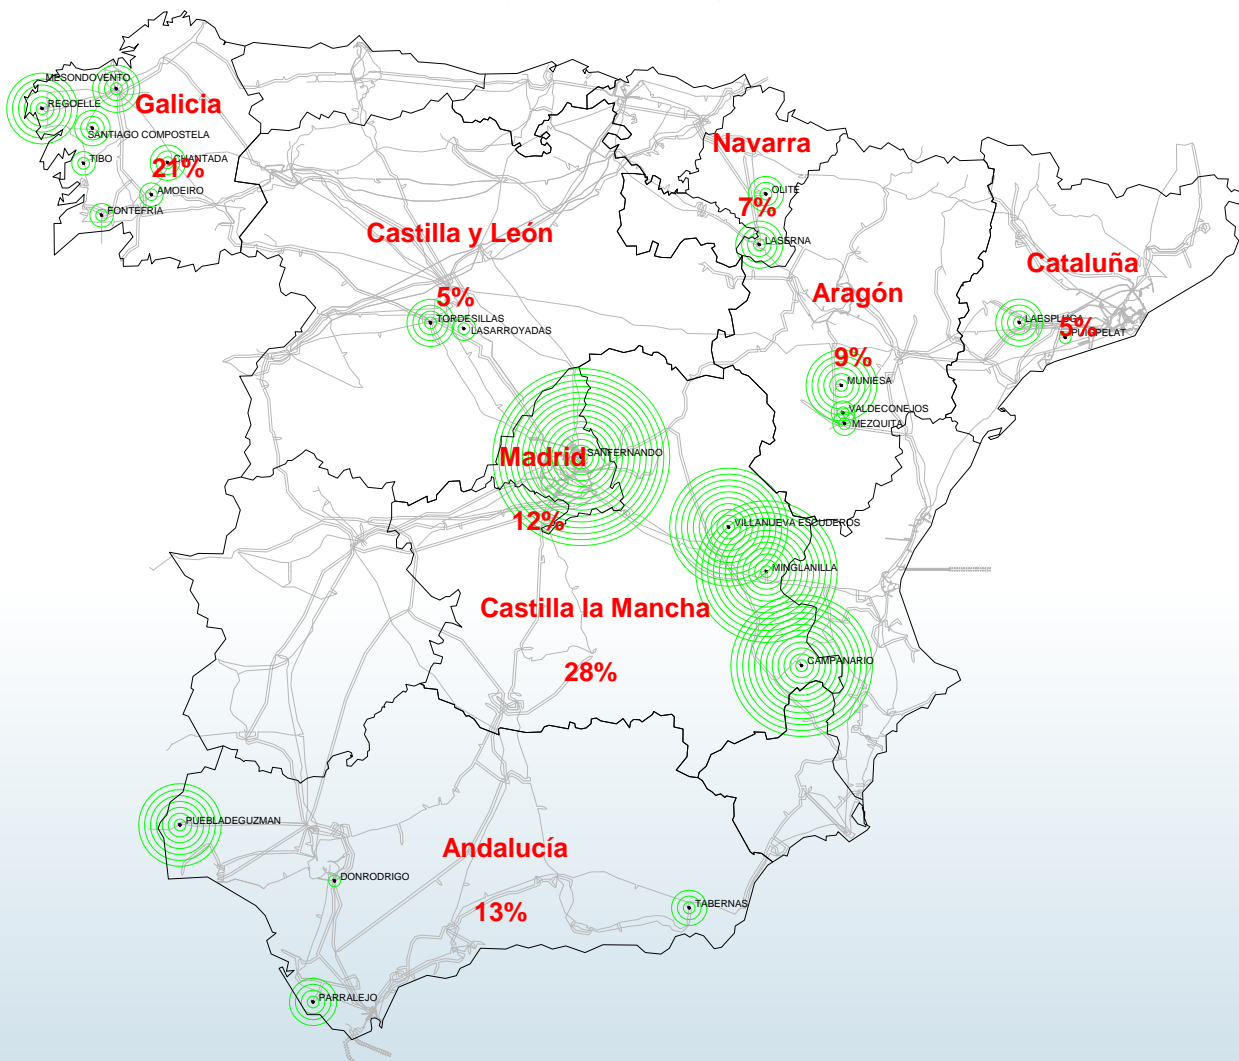 MESONDOVENTO
REGOELLE
Galicia
SANTIAGO COMPOSTELA
TIBO
CHANTADA
21%
AMOEIRO
FONTEFRIA
Navarra
OLITE
7%
LASERNA
Castilla y León
5%
TORDESILLAS
LASARROYADAS
Cataluña
LAESPLUGA
5%
PUIGPELAT
Aragón
9%
MUNIESA
VALDECONEJOS
MEZQUITA
Madrid
SANFERNANDO
12%
VILLANUEVA ESCUDEROS
MINGLANILLA
Castilla la Mancha
28%
CAMPANARIO
PUEBLADEGUZMAN
Andalucía
DONRODRIGO
13%
TABERNAS
PARRALEJO